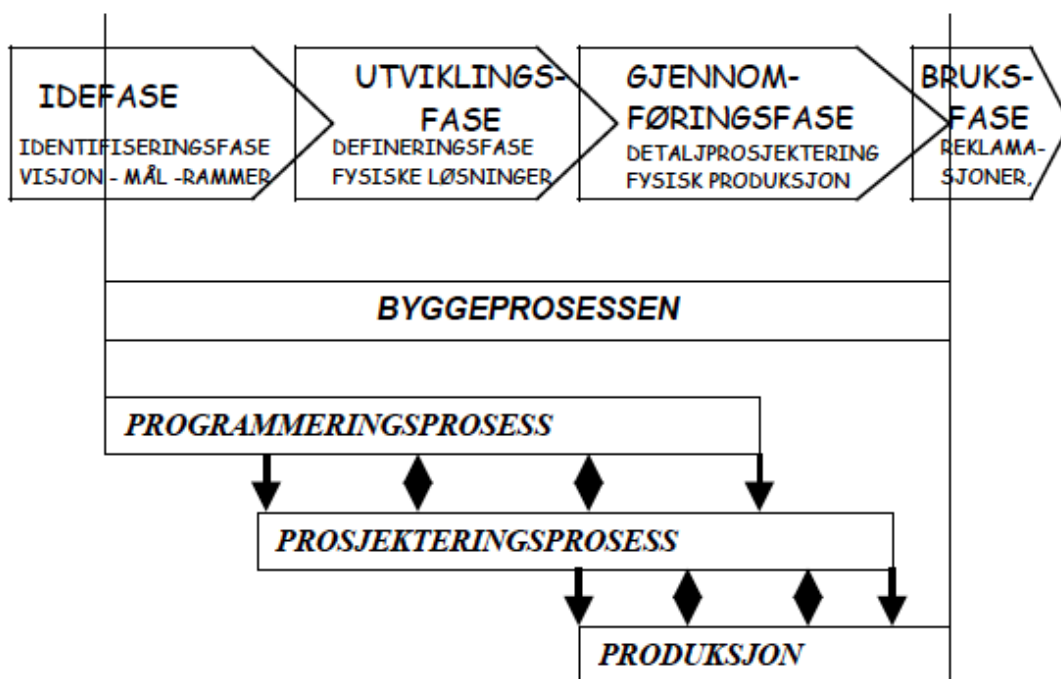 IDEFASE
IDENTIFISERINGSFASE
VISJON - MÅL -RAMMER
UTVIKLINGS-
FASE
DEFINERINGSFASE
FYSISKE LØSNINGER
GJENNOM-
FØRINGSFASE
DETALJPROSJEKTERING
FYSISK PRODUKSJON
BRUKS-
FASE
REKLAMA-
SJONER,
BYGGEPROSESSEN
PROGRAMMERINGSPROSESS
PROSJEKTERINGSPROSESS
PRODUKSJON